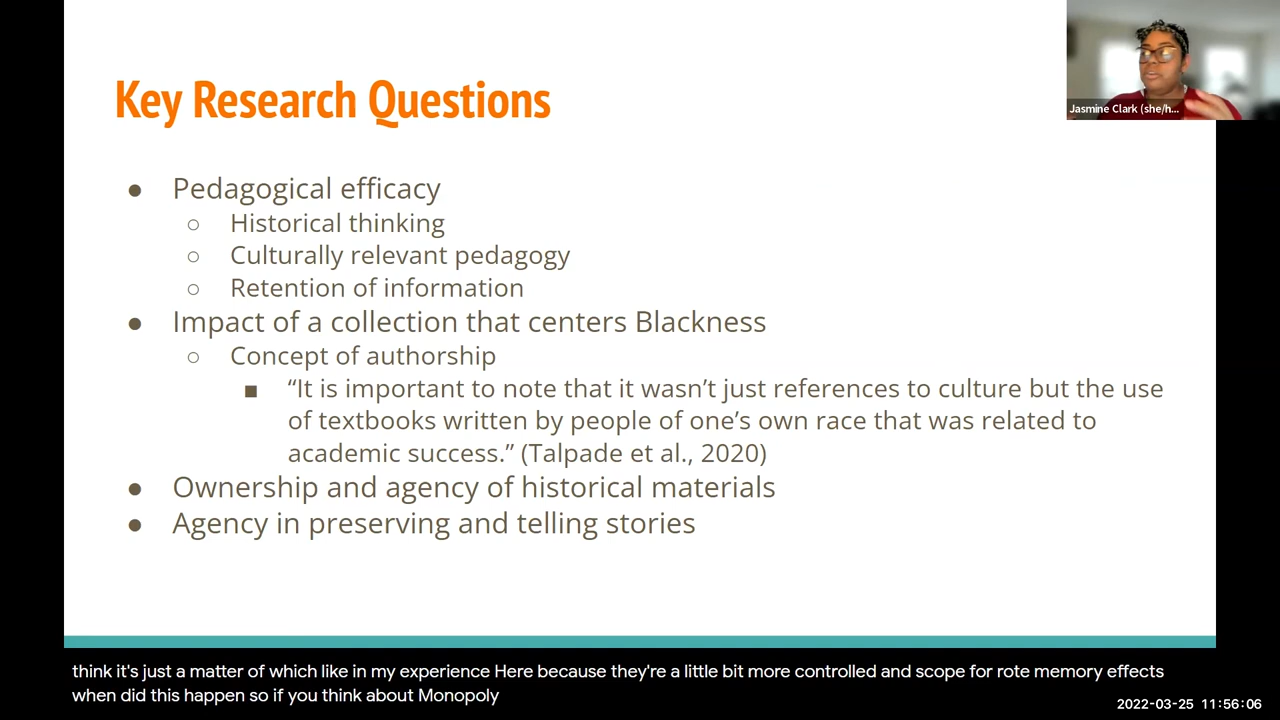 Key Research Questions
Jasmine Clark (she/h...
● Pedagogical efficacy
○ Historical thinking
○ Culturally relevant pedagogy
○ Retention of information
● Impact of a collection that centers Blackness
○ Concept of authorship
■ “It is important to note that it wasn’t just references to culture but the use
of textbooks written by people of one’s own race that was related to
academic success.” (Talpade et al., 2020)
● Ownership and agency of historical materials
● Agency in preserving and telling stories
think it's just a matter of which like in my experience Here because they're a little bit more controlled and scope for rote memory effects
when did this happen so if you think about Monopoly
2022-03-25 11:56:06